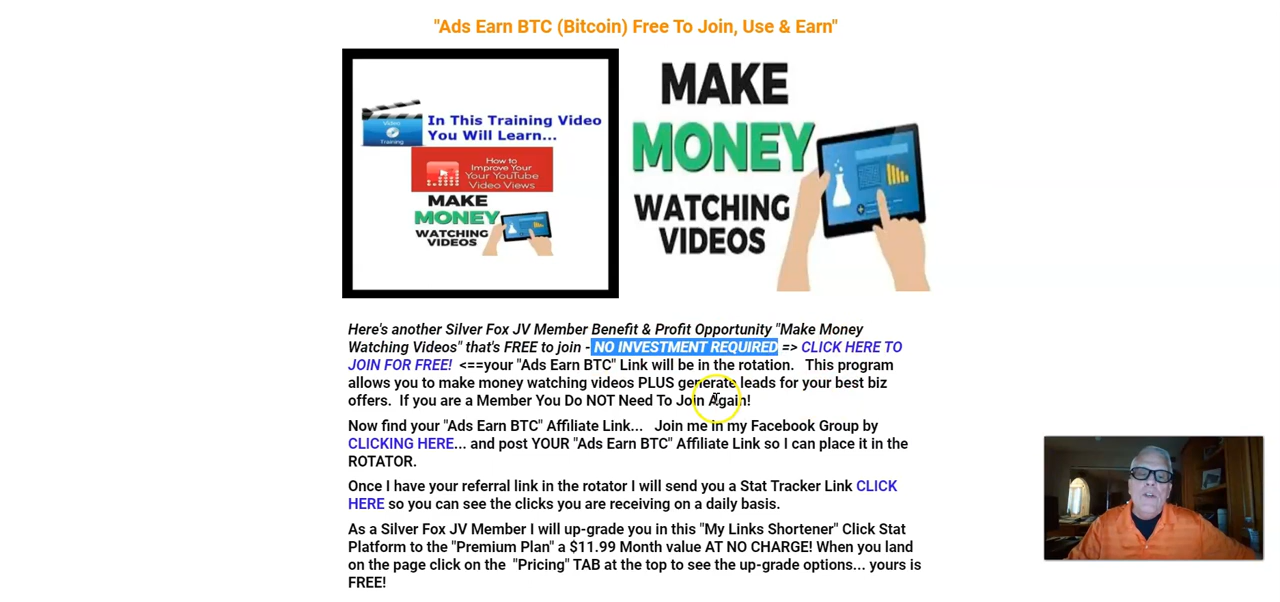 "Ads Earn BTC (Bitcoin) Free To Join, Use & Earn"
In This Training Video
You Will Learn...
Video
Training
How to
Improve Your
Your YouTube
Video Views
MAKE
MONEY
WATCHING
VIDEOS
MAKE
MONEY
WATCHING
VIDEOS
Here's another Silver Fox JV Member Benefit & Profit Opportunity "Make Money
Watching Videos" that's FREE to join - NO INVESTMENT REQUIRED => CLICK HERE TO
JOIN FOR FREE! <==your "Ads Earn BTC" Link will be in the rotation. This program
allows you to make money watching videos PLUS generate leads for your best biz
offers. If you are a Member You Do NOT Need To Join Again!
Now find your "Ads Earn BTC" Affiliate Link... Join me in my Facebook Group by
CLICKING HERE... and post YOUR "Ads Earn BTC" Affiliate Link so I can place it in the
ROTATOR.
Once I have your referral link in the rotator I will send you a Stat Tracker Link CLICK
HERE so you can see the clicks you are receiving on a daily basis.
As a Silver Fox JV Member I will up-grade you in this "My Links Shortener" Click Stat
Platform to the "Premium Plan" a $11.99 Month value AT NO CHARGE! When you land
on the page click on the "Pricing" TAB at the top to see the up-grade options... yours is
FREE!